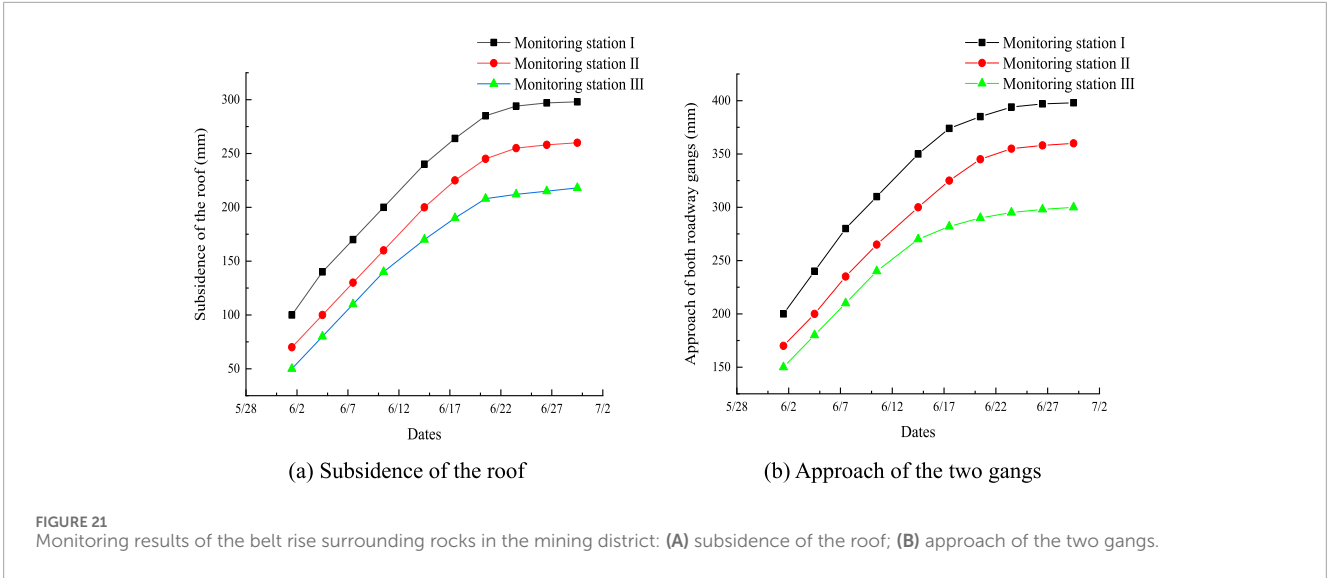 Monitoring station I
Monitoring station II
Monitoring station III
Subsidence of the roof (mm)
300
250
200
150
100
50
5/28 6/2 6/7 6/12 6/17 6/22 6/27 7/2
Dates
(a) Subsidence of the roof
Monitoring station I
Monitoring station II
Monitoring station III
Approach of both roadway gangs (mm)
400
350
300
250
200
150
5/28 6/2 6/7 6/12 6/17 6/22 6/27 7/2
Dates
(b) Approach of the two gangs
FIGURE 21
Monitoring results of the belt rise surrounding rocks in the mining district: (A) subsidence of the roof; (B) approach of the two gangs.